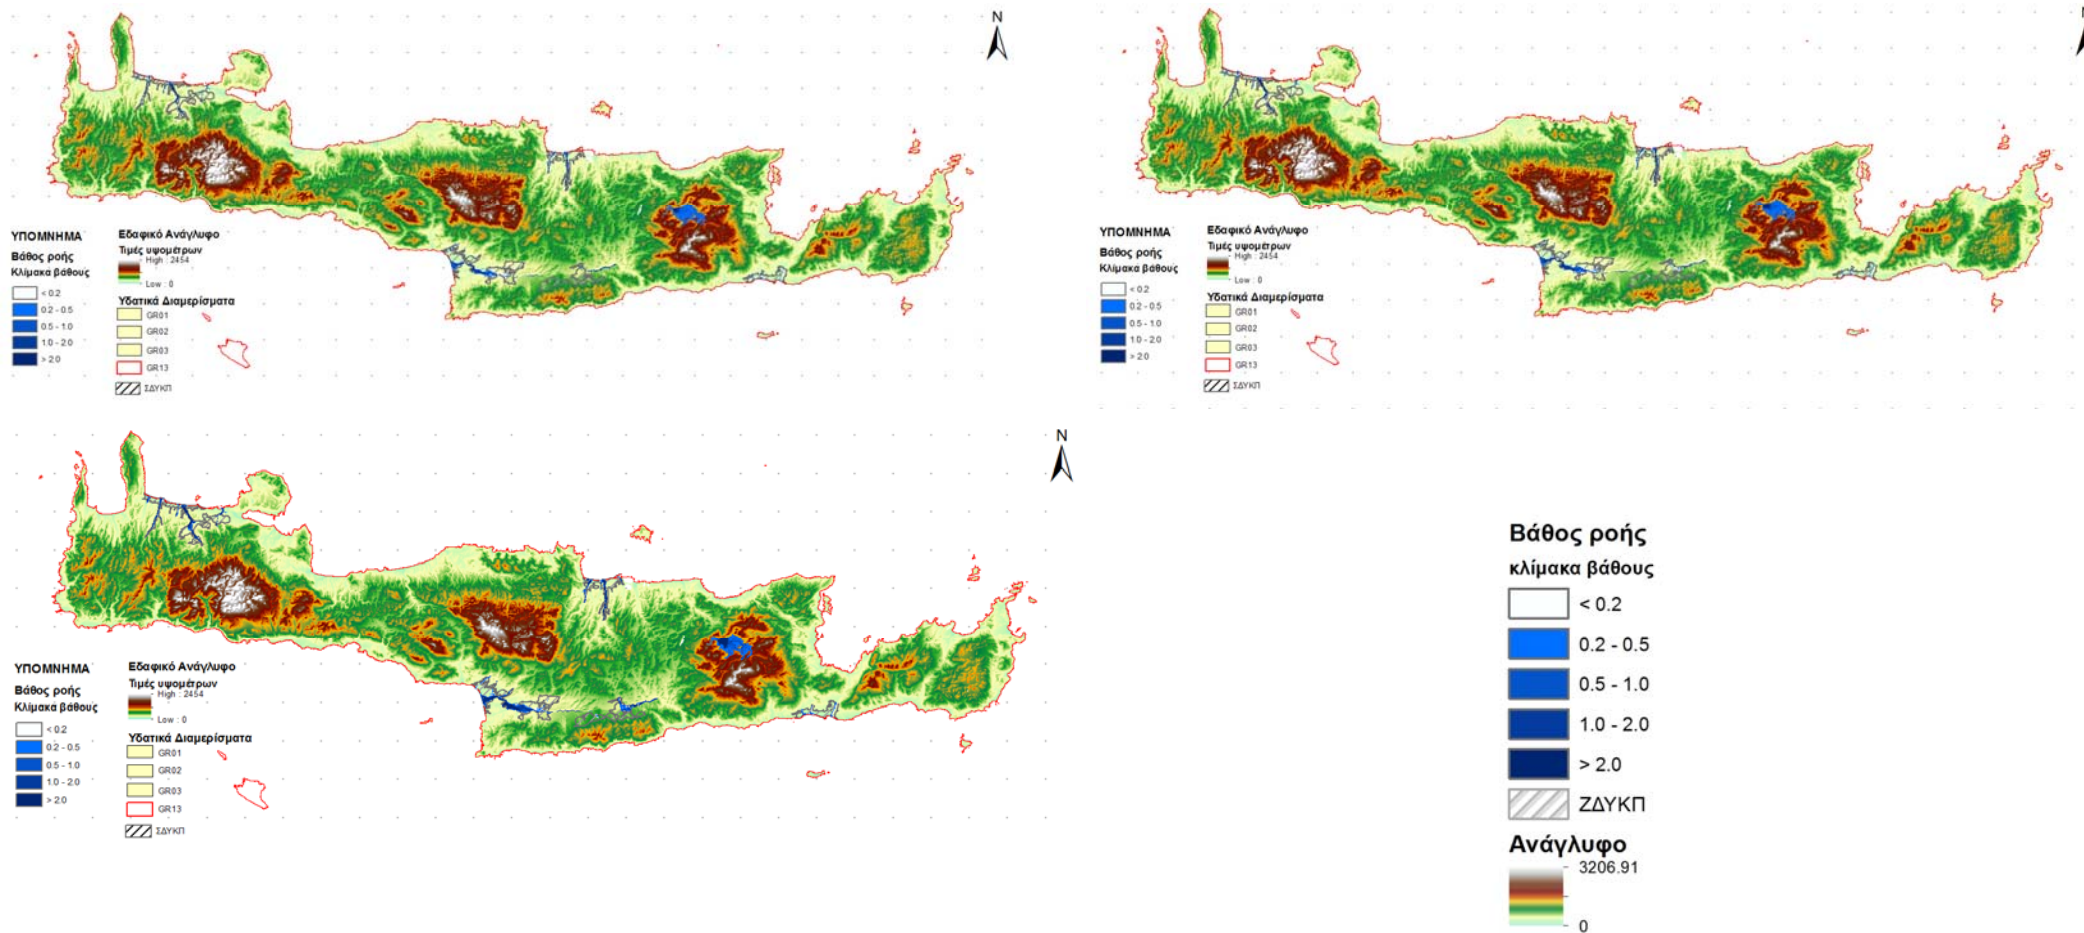 N
ΥΠΟΜΝΗΜΑ
Βάθος ροής
Κλίμακα βάθους
< 0.2
0.2 - 0.5
0.5 - 1.0
1.0 - 2.0
> 2.0
Εδαφικό Ανάγλυφο
Τιμές υψομέτρων
High : 2454
Low : 0
Υδατικά Διαμερίσματα
GR01
GR02
GR03
GR13
ΣΔΥΚΠ
ΥΠΟΜΝΗΜΑ
Βάθος ροής
Κλίμακα βάθους
< 0.2
0.2 - 0.5
0.5 - 1.0
1.0 - 2.0
> 2.0
Εδαφικό Ανάγλυφο
Τιμές υψομέτρων
High : 2454
Low : 0
Υδατικά Διαμερίσματα
GR01
GR02
GR03
GR13
ΣΔΥΚΠ
N
ΥΠΟΜΝΗΜΑ
Βάθος ροής
Κλίμακα βάθους
< 0.2
0.2 - 0.5
0.5 - 1.0
1.0 - 2.0
> 2.0
Εδαφικό Ανάγλυφο
Τιμές υψομέτρων
High : 2454
Low : 0
Υδατικά Διαμερίσματα
GR01
GR02
GR03
GR13
ΣΔΥΚΠ
Βάθος ροής
κλίμακα βάθους
< 0.2
0.2 - 0.5
0.5 - 1.0
1.0 - 2.0
> 2.0
ΖΔΥΚΠ
Ανάγλυφο
3206.91
0